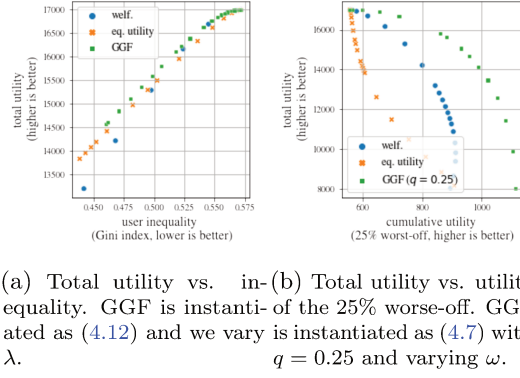 17000
16500
16000
15500
15000
14500
14000
13500
total utility
(higher is better)
welf.
eq. utility
GGF
0.450
0.475
0.500
0.525
0.550
0.575
user inequality
(Gini index, lower is better)
16000
14000
12000
10000
8000
total utility
(higher is better)
welf.
eq. utility
GGF (q = 0.25)
600
800
1000
cumulative utility
(25% worst-off, higher is better)
(a) Total utility vs. in-
equality. GGF is instanti-
ated as (4.12) and we vary
λ.
(b) Total utility vs. utilit
of the 25% worse-off. GG
is instantiated as (4.7) wit
q = 0.25 and varying ω.